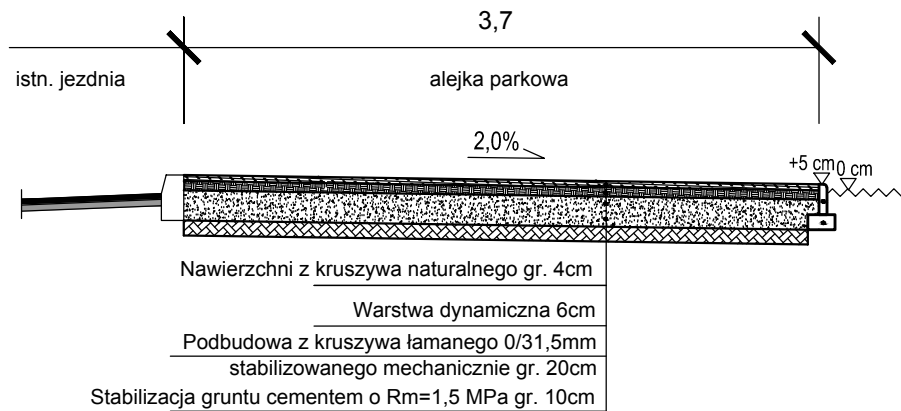 3,7
istn. jezdnia
alejka parkowa
2,0%
+5 cm
0 cm
Nawierzchni z kruszywa naturalnego gr. 4cm
Warstwa dynamiczna 6cm
Podbudowa z kruszywa łamanego 0/31,5mm
stabilizowanego mechanicznie gr. 20cm
Stabilizacja gruntu cementem o Rm=1,5 MPa gr. 10cm